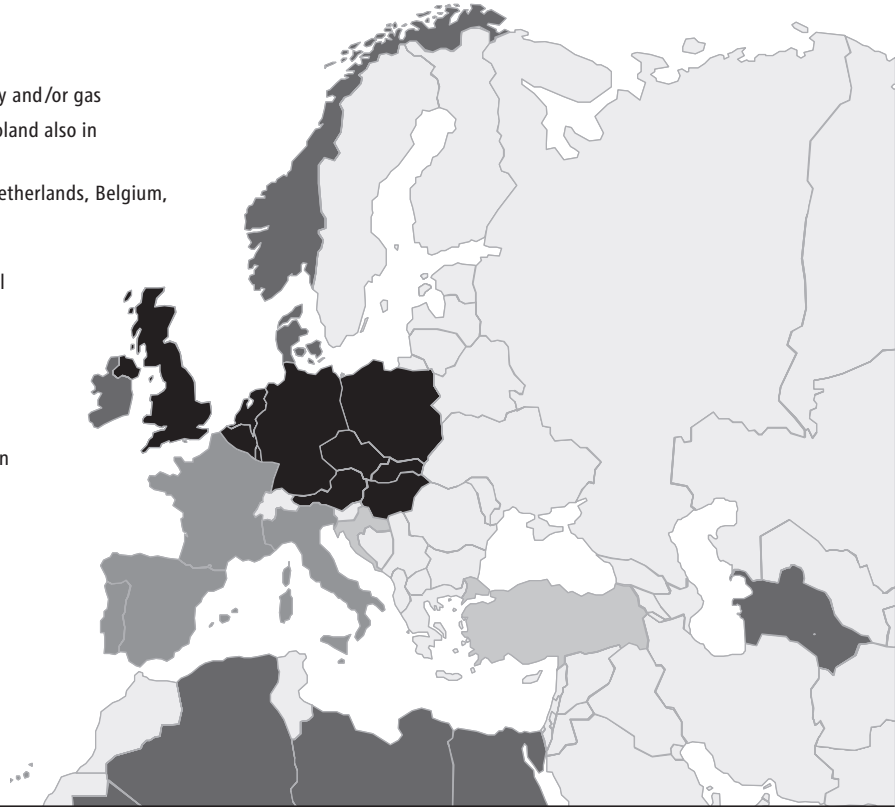 y and/or gas
oland also in
etherlands, Belgium,
l
n